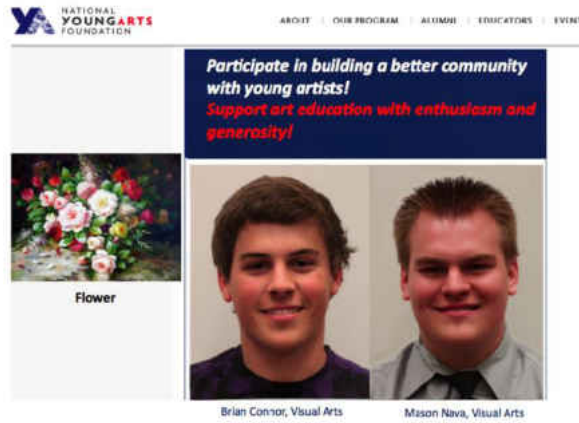 NATIONAL
YOUNGARTS
FOUNDATION
ABOUT | OUR PROGRAM | ALUMNI | EDUCATORS | EVEN
Participate in building a better community
with young artists!
Support art education with enthusiasm and
generosity!
Flower
Brian Connor, Visual Arts
Mason Nava, Visual Arts